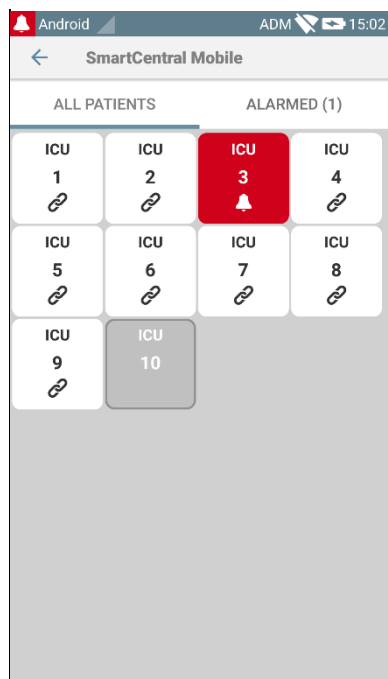 Android ADM 15:02
SmartCentral Mobile
ALL PATIENTS ALARMED (1)
ICU ICU ICU ICU
1 2 3 4
ICU ICU ICU ICU
5 6 7 8
ICU ICU
9 10